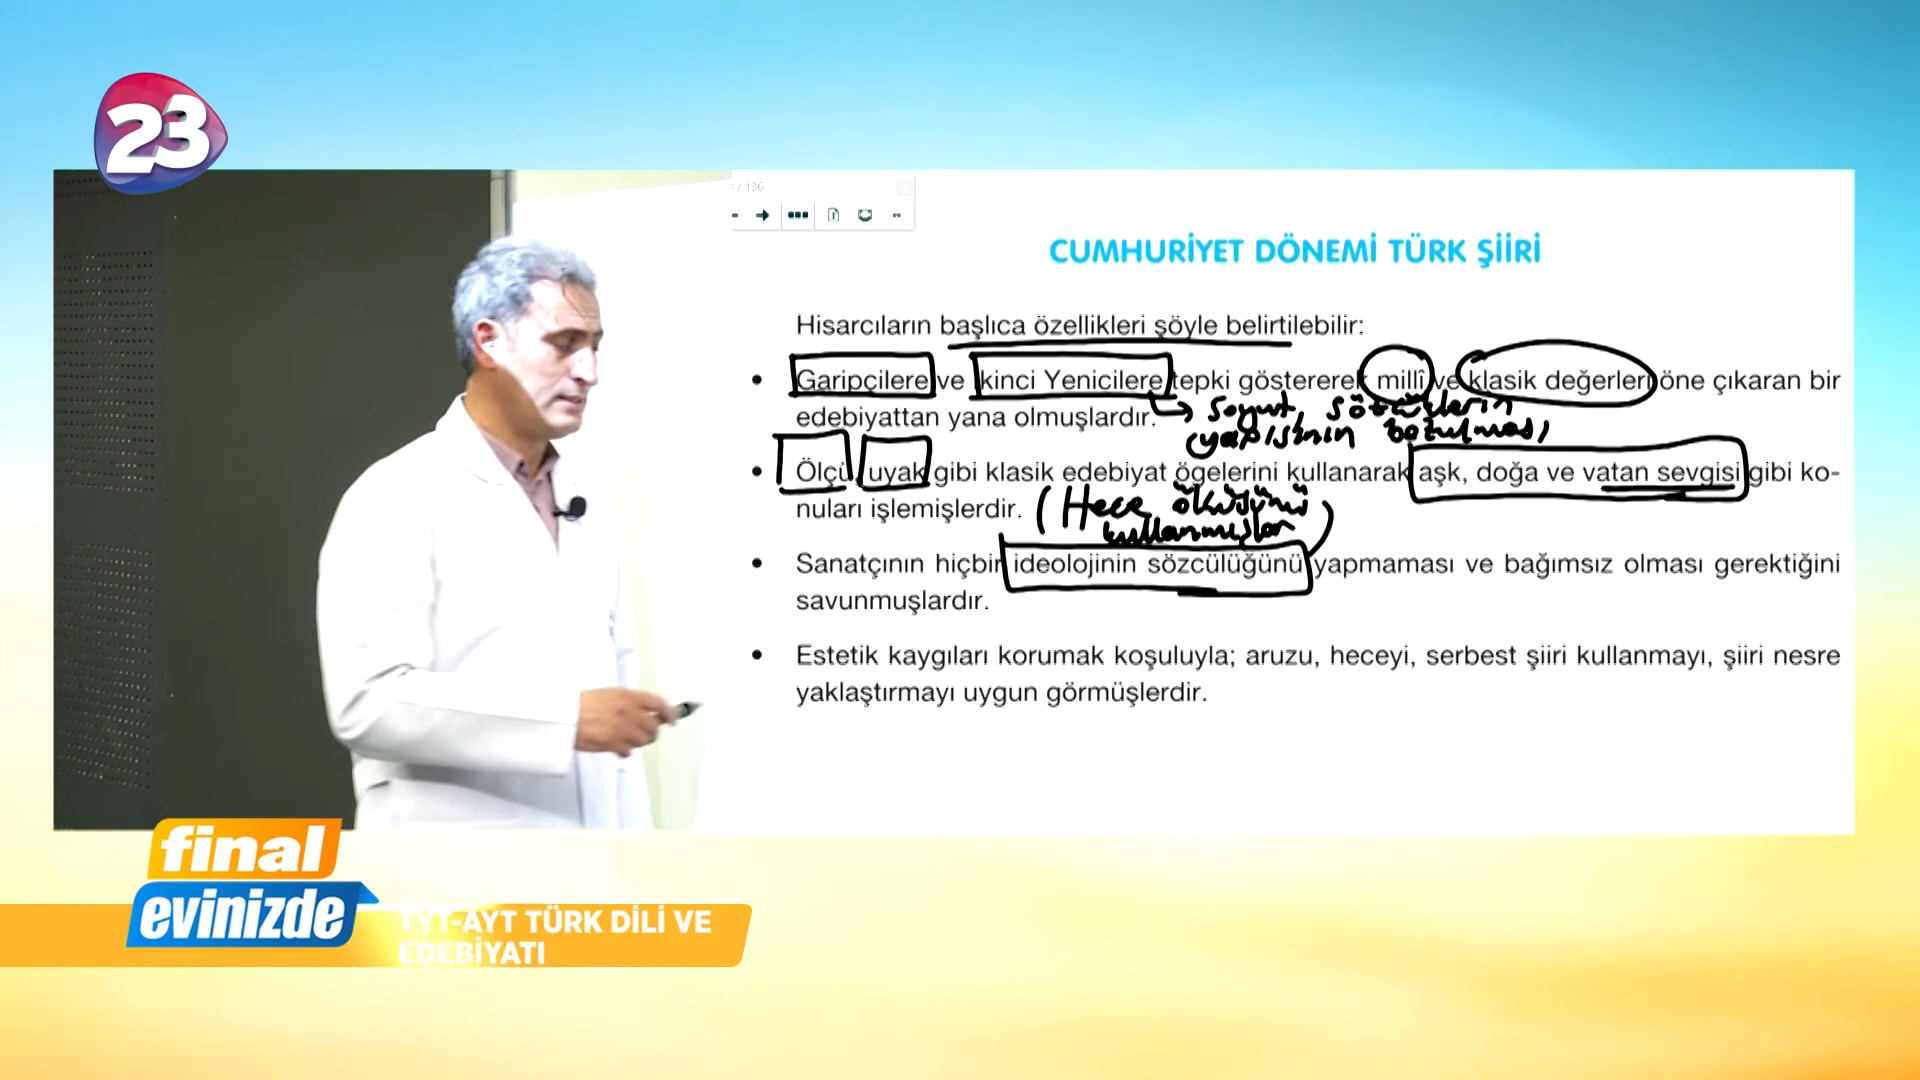 23
/ 136
CUMHURİYET DÖNEMİ TÜRK ŞİİRİ
Hisarcıların başlıca özellikleri şöyle belirtilebilir:
• Garipçilere ve İkinci Yenicilere tepki göstererek millî ve klasik değerleri öne çıkaran bir
edebiyattan yana olmuşlardır.
soyut, sözcüklerin
yapısının bozulması
• Ölçü, uyak gibi klasik edebiyat ögelerini kullanarak aşk, doğa ve vatan sevgisi gibi ko-
nuları işlemişlerdir.
(Hece ölçüsünü
kullanmışlar)
• Sanatçının hiçbir ideolojinin sözcülüğünü yapmaması ve bağımsız olması gerektiğini
savunmuşlardır.
• Estetik kaygıları korumak koşuluyla; aruzu, heceyi, serbest şiiri kullanmayı, şiiri nesre
yaklaştırmayı uygun görmüşlerdir.
final
evinizde
TYT-AYT TÜRK DİLİ VE
EDEBİYATI